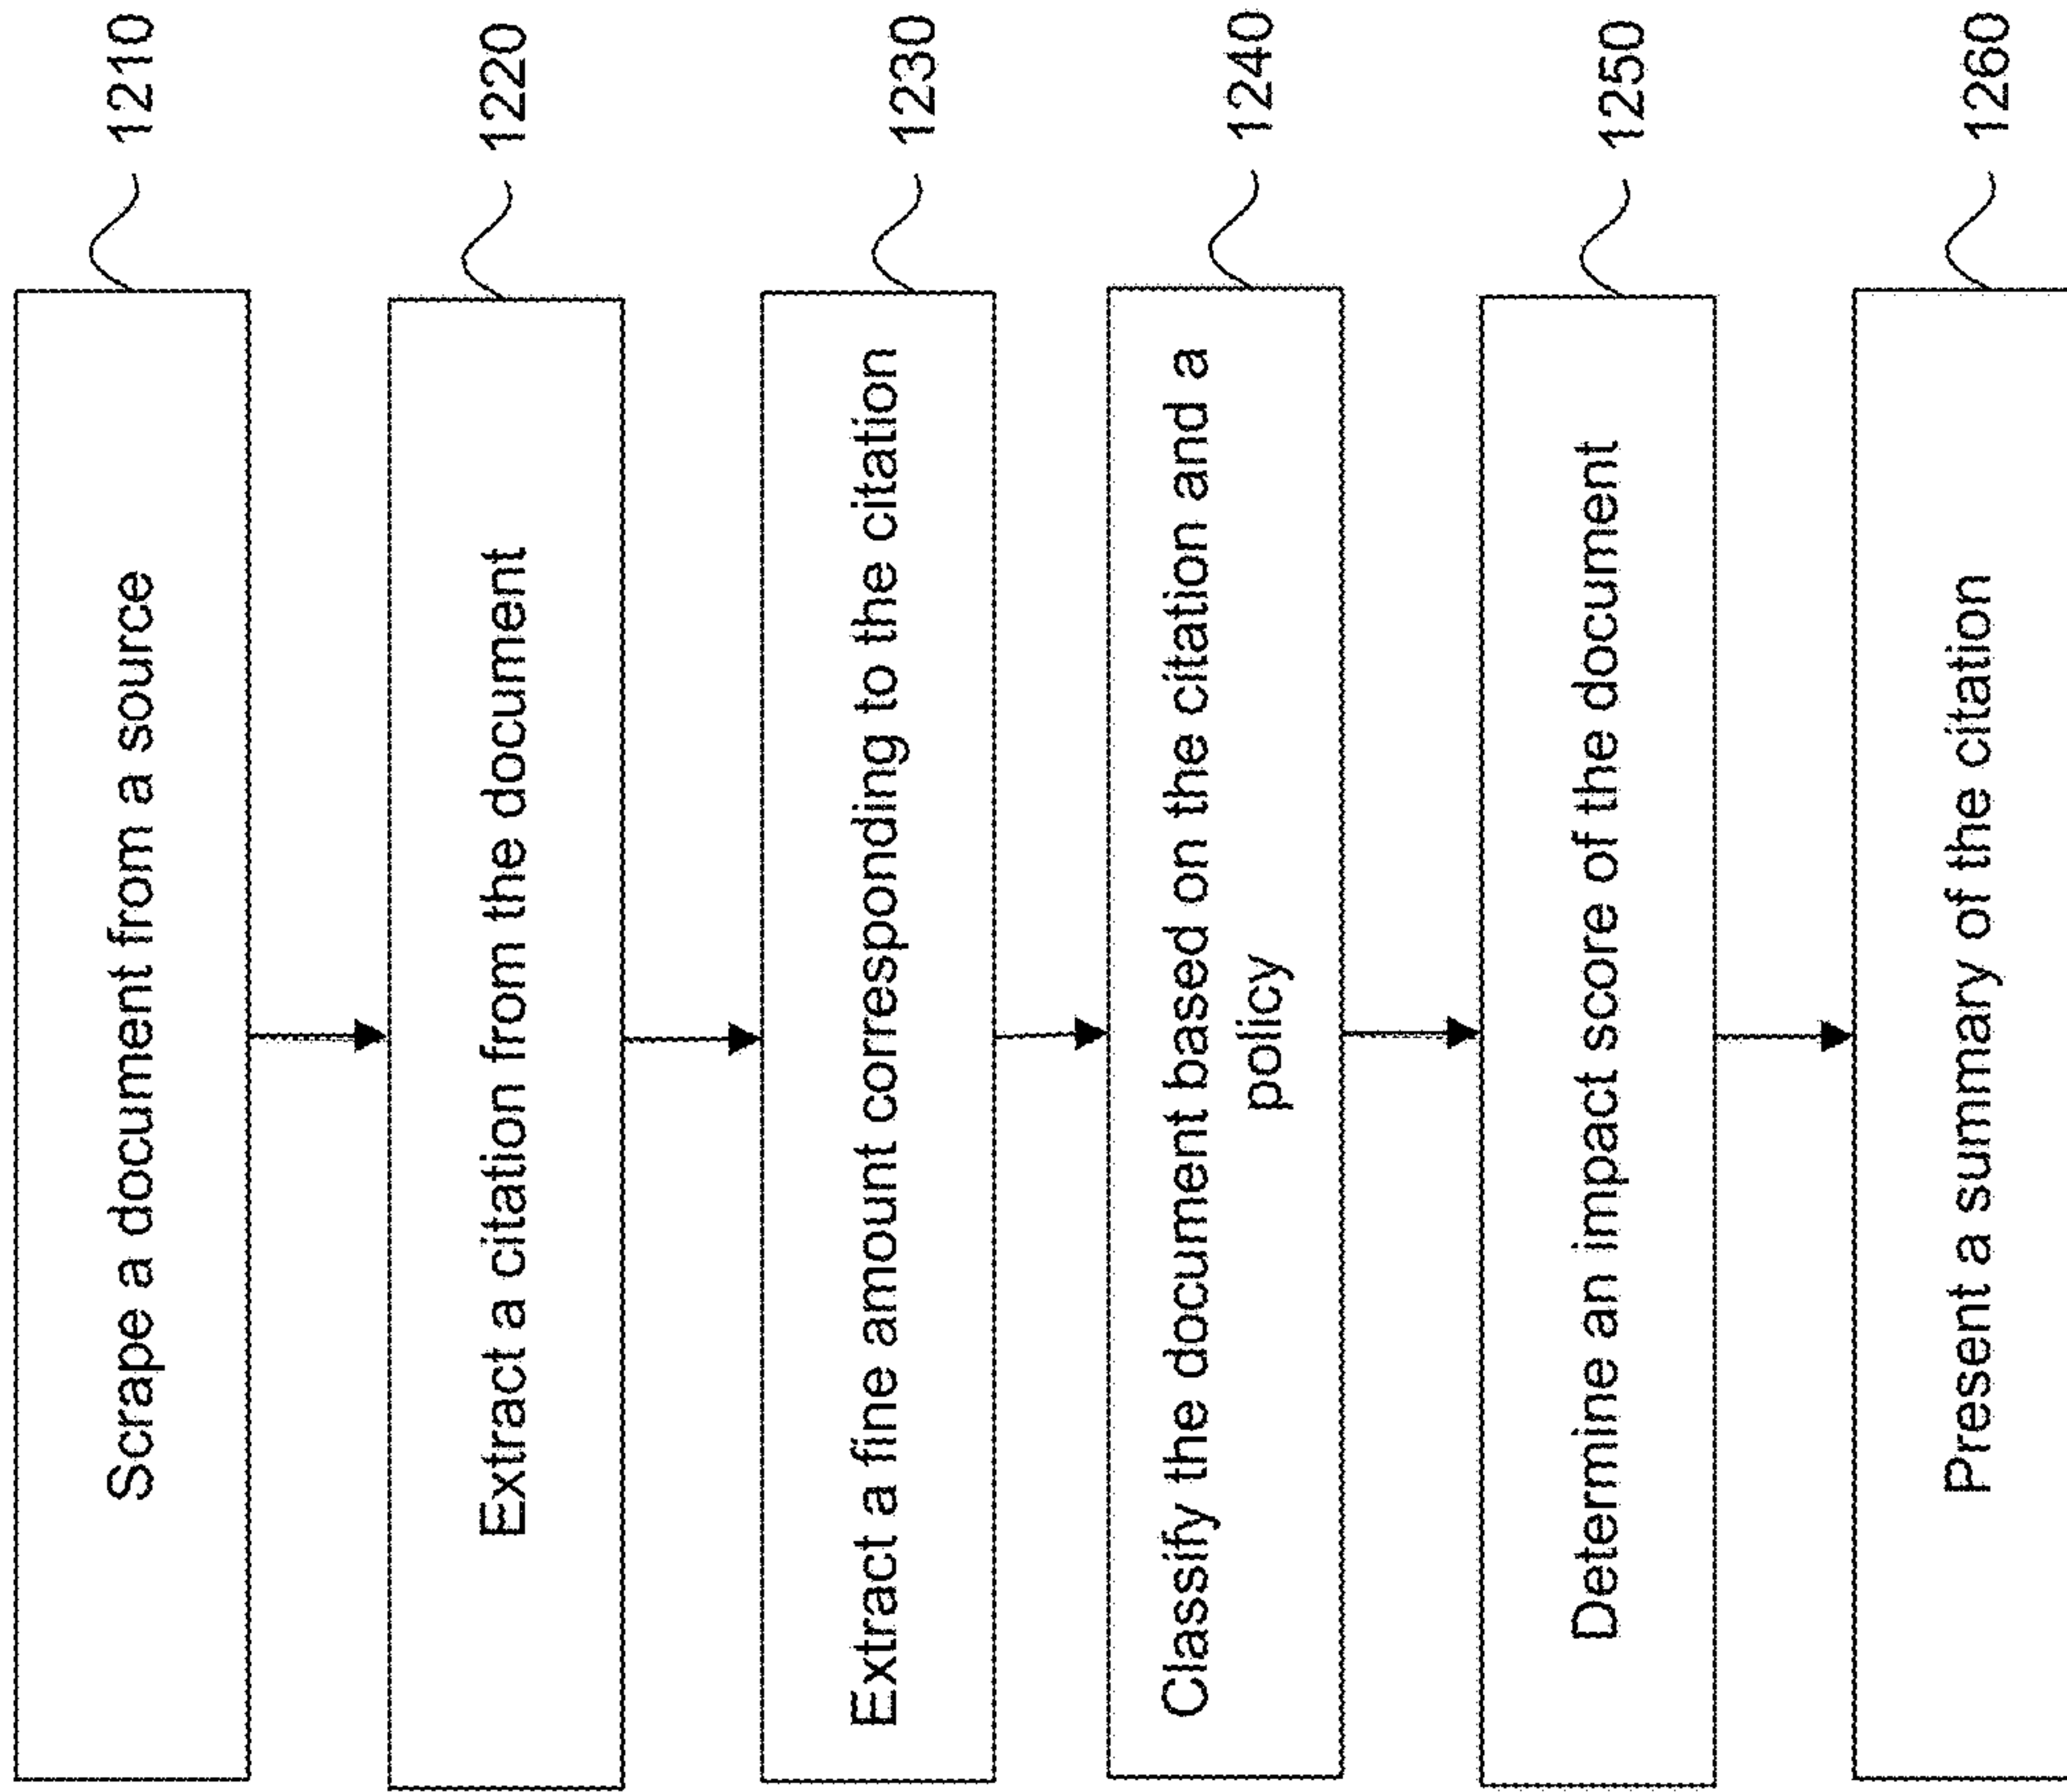 Scrape a document from a source
1210
Extract a citation from the document
1220
Extract a fine amount corresponding to the citation
1230
Classify the document based on the citation and a
policy
1240
Determine an impact score of the document
1250
Present a summary of the citation
1260